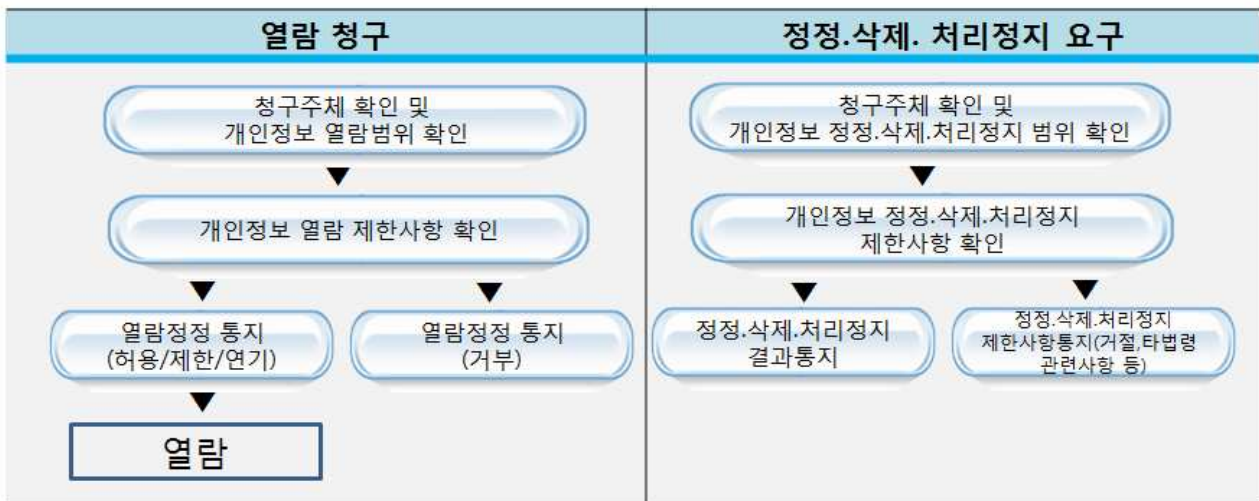 열람 청구
청구주체 확인 및
개인정보 열람범위 확인
개인정보 열람 제한사항 확인
열람정정 통지
(허용/제한/연기)
열람정정 통지
(거부)
열람
정정.삭제. 처리정지 요구
청구주체 확인 및
개인정보 정정.삭제.처리정지 범위 확인
개인정보 정정.삭제.처리정지
제한사항 확인
정정.삭제.처리정지
결과통지
정정.삭제.처리정지
제한사항통지(거절,타법령
관련사항 등)